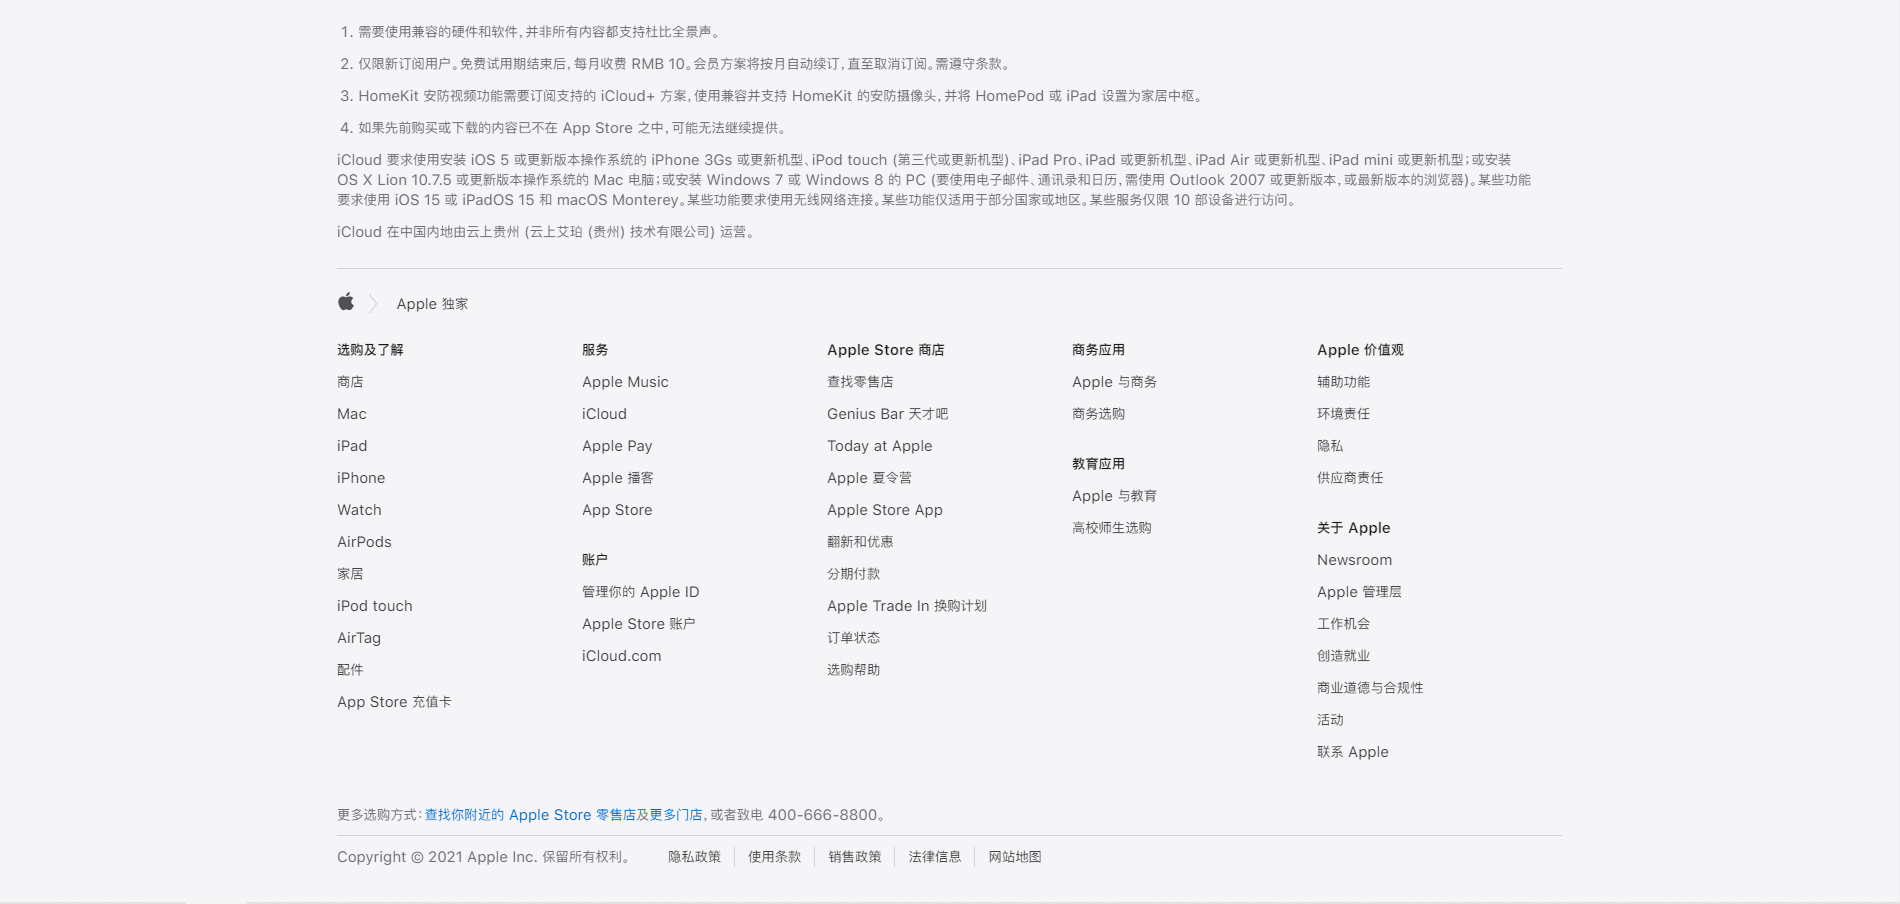 1. 需要使用兼容的硬件和软件，并非所有内容都支持杜比全景声。
2. 仅限新订阅用户。免费试用期结束后，每月收费 RMB 10。会员方案将按月自动续订，直至取消订阅。需遵守条款。
3. HomeKit 安防视频功能需要订阅支持的 iCloud+ 方案，使用兼容并支持 HomeKit 的安防摄像头，并将 HomePod 或 iPad 设置为家居中枢。
4. 如果先前购买或下载的内容已不在 App Store 之中，可能无法继续提供。
iCloud 要求使用安装 iOS 5 或更新版本操作系统的 iPhone 3Gs 或更新机型、iPod touch (第三代或更新机型)、iPad Pro、iPad 或更新机型、iPad Air 或更新机型、iPad mini 或更新机型；或安装
OS X Lion 10.7.5 或更新版本操作系统的 Mac 电脑；或安装 Windows 7 或 Windows 8 的 PC (要使用电子邮件、通讯录和日历，需使用 Outlook 2007 或更新版本，或最新版本的浏览器)。某些功能
要求使用 iOS 15 或 iPadOS 15 和 macOS Monterey。某些功能要求使用无线网络连接。某些功能仅适用于部分国家或地区。某些服务仅限 10 部设备进行访问。
iCloud 在中国内地由云上贵州 (云上艾珀 (贵州) 技术有限公司) 运营。
Apple 独家
选购及了解
商店
Mac
iPad
iPhone
Watch
AirPods
家居
iPod touch
AirTag
配件
App Store 充值卡
服务
Apple Music
iCloud
Apple Pay
Apple 播客
App Store
账户
管理你的 Apple ID
Apple Store 账户
iCloud.com
Apple Store 商店
查找零售店
Genius Bar 天才吧
Today at Apple
Apple 夏令营
Apple Store App
翻新和优惠
分期付款
Apple Trade In 换购计划
订单状态
选购帮助
商务应用
Apple 与商务
商务选购
教育应用
Apple 与教育
高校师生选购
Apple 价值观
辅助功能
环境责任
隐私
供应商责任
关于 Apple
Newsroom
Apple 管理层
工作机会
创造就业
商业道德与合规性
活动
联系 Apple
更多选购方式：查找你附近的 Apple Store 零售店及更多门店，或者致电 400-666-8800。
Copyright © 2021 Apple Inc. 保留所有权利。 隐私政策 使用条款 销售政策 法律信息 网站地图